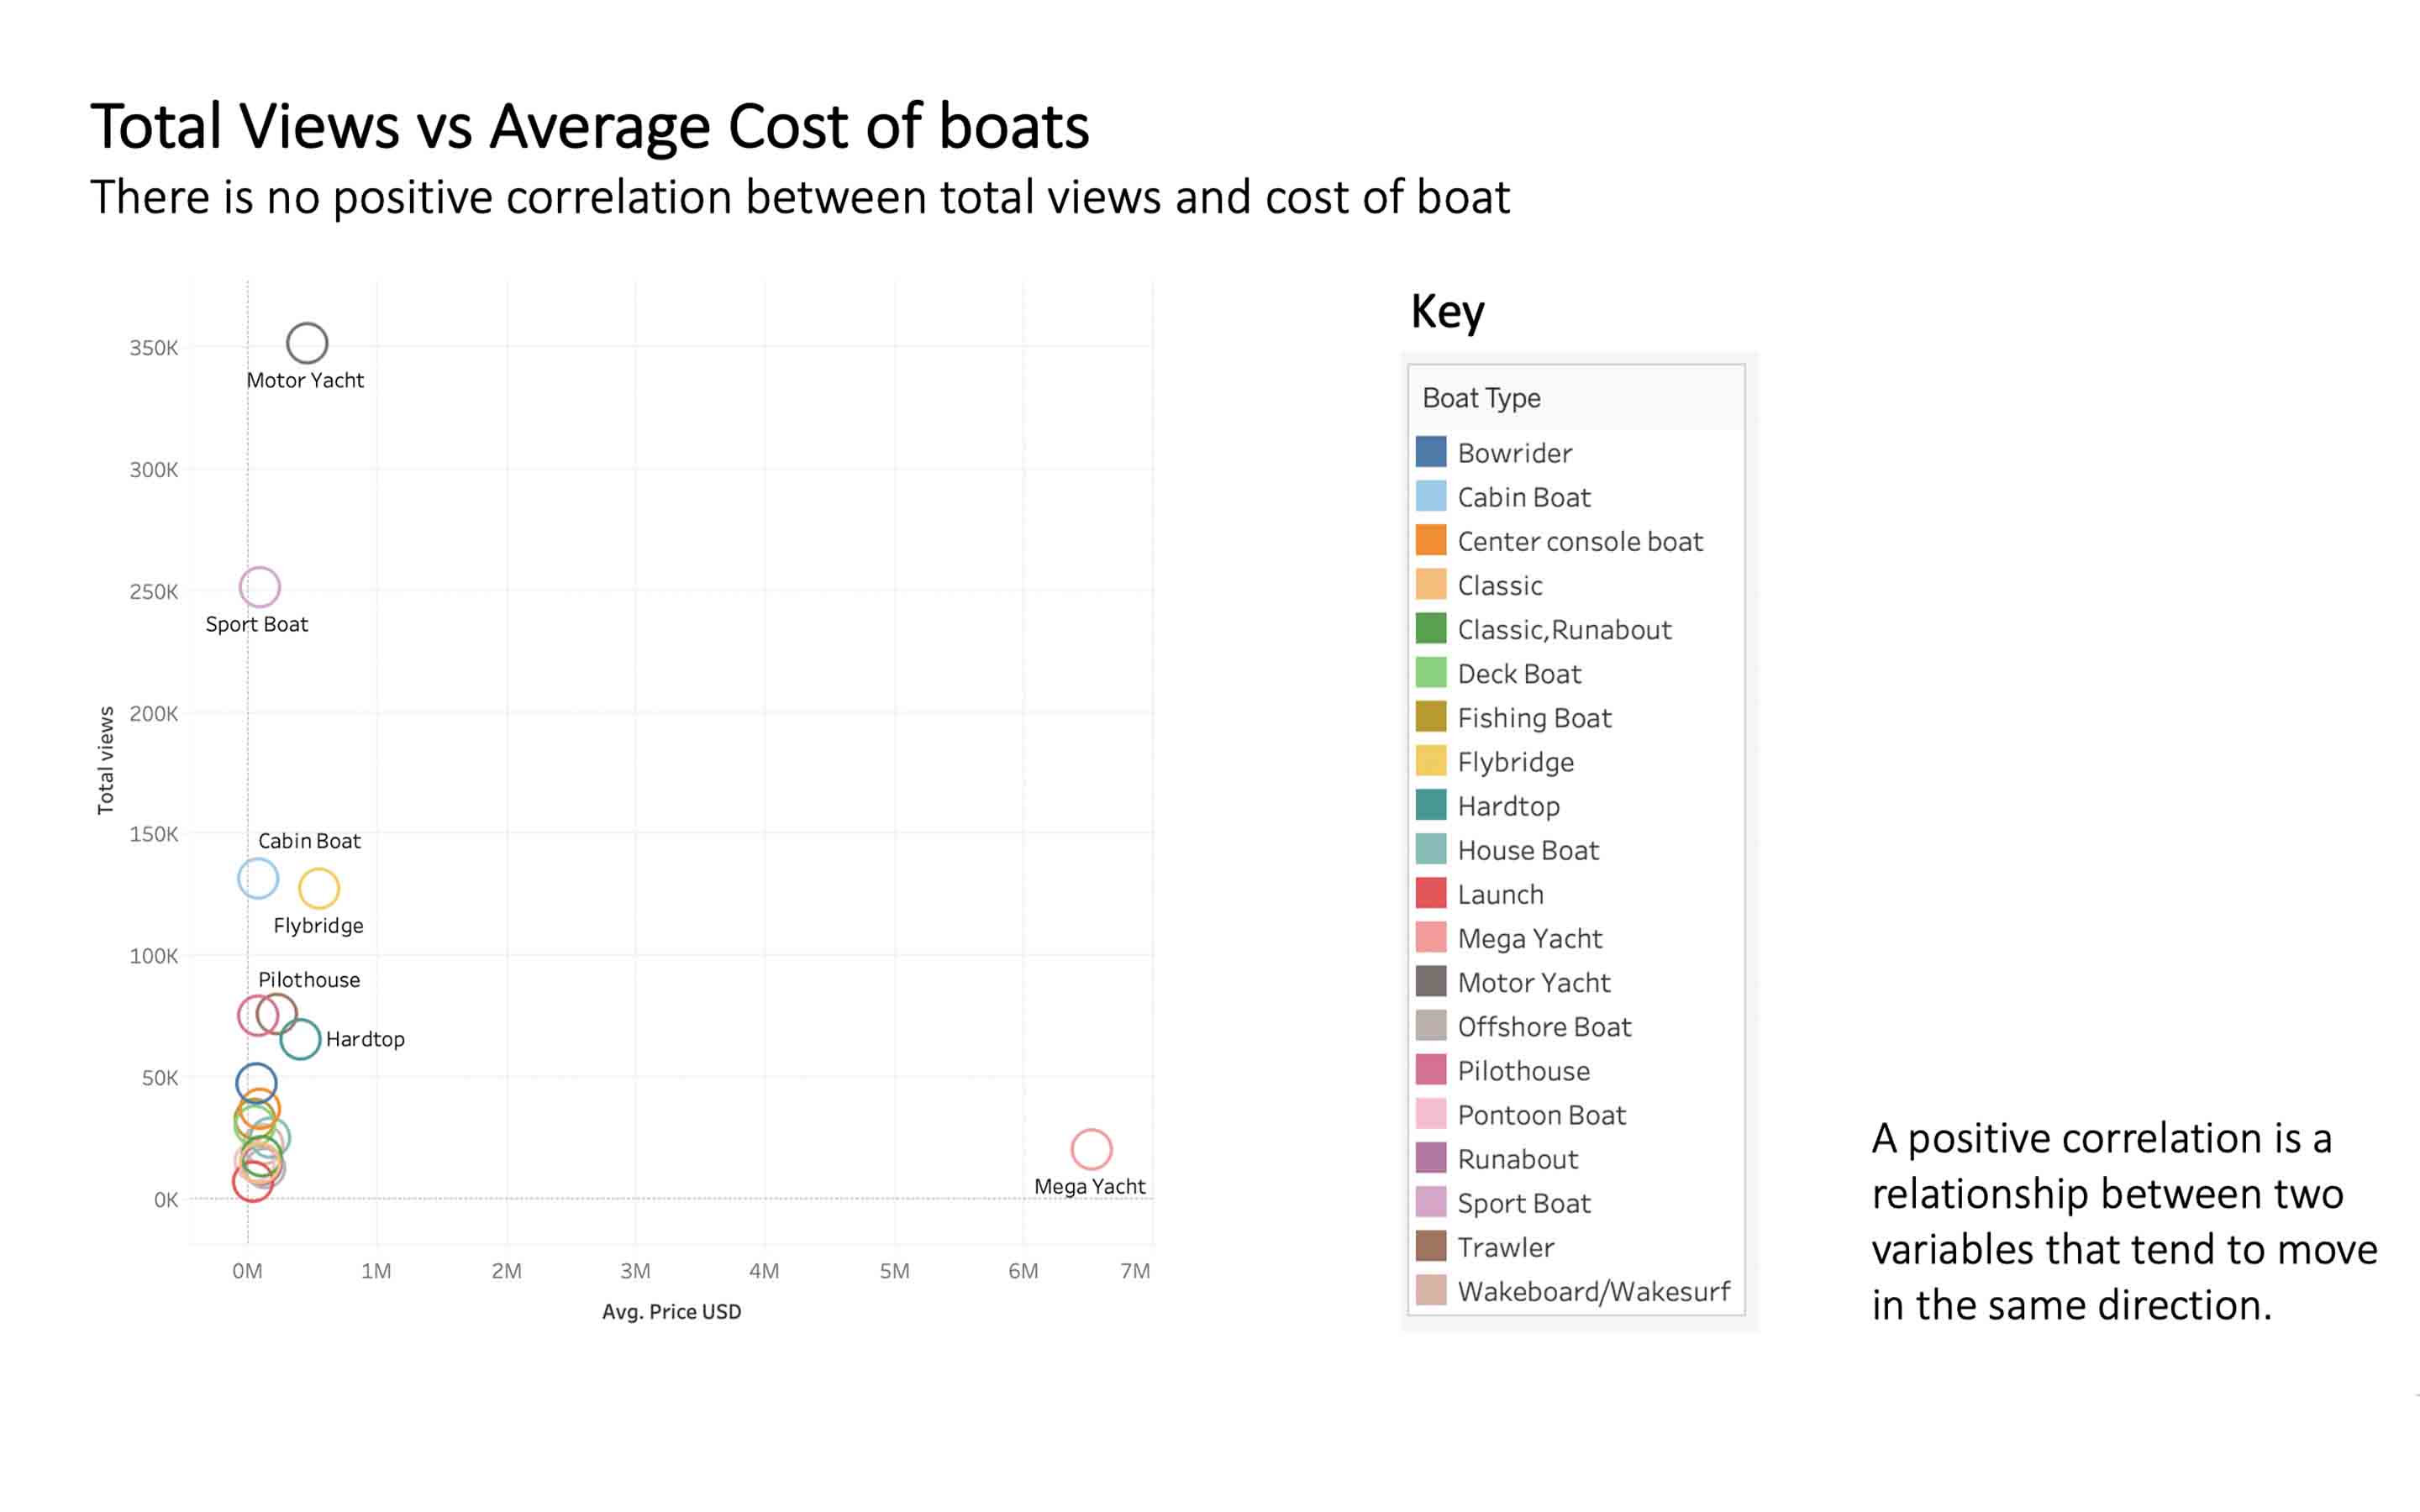 Total Views vs Average Cost of boats
There is no positive correlation between total views and cost of boat
350K
300K
250K
200K
150K
100K
50K
0K
Total views
Motor Yacht
Sport Boat
Cabin Boat
Flybridge
Pilothouse
Hardtop
Mega Yacht
0M
1M
2M
3M
4M
5M
6M
7M
Avg. Price USD
Key
Boat Type
Bowrider
Cabin Boat
Center console boat
Classic
Classic,Runabout
Deck Boat
Fishing Boat
Flybridge
Hardtop
House Boat
Launch
Mega Yacht
Motor Yacht
Offshore Boat
Pilothouse
Pontoon Boat
Runabout
Sport Boat
Trawler
Wakeboard/Wakesurf
A positive correlation is a
relationship between two
variables that tend to move
in the same direction.